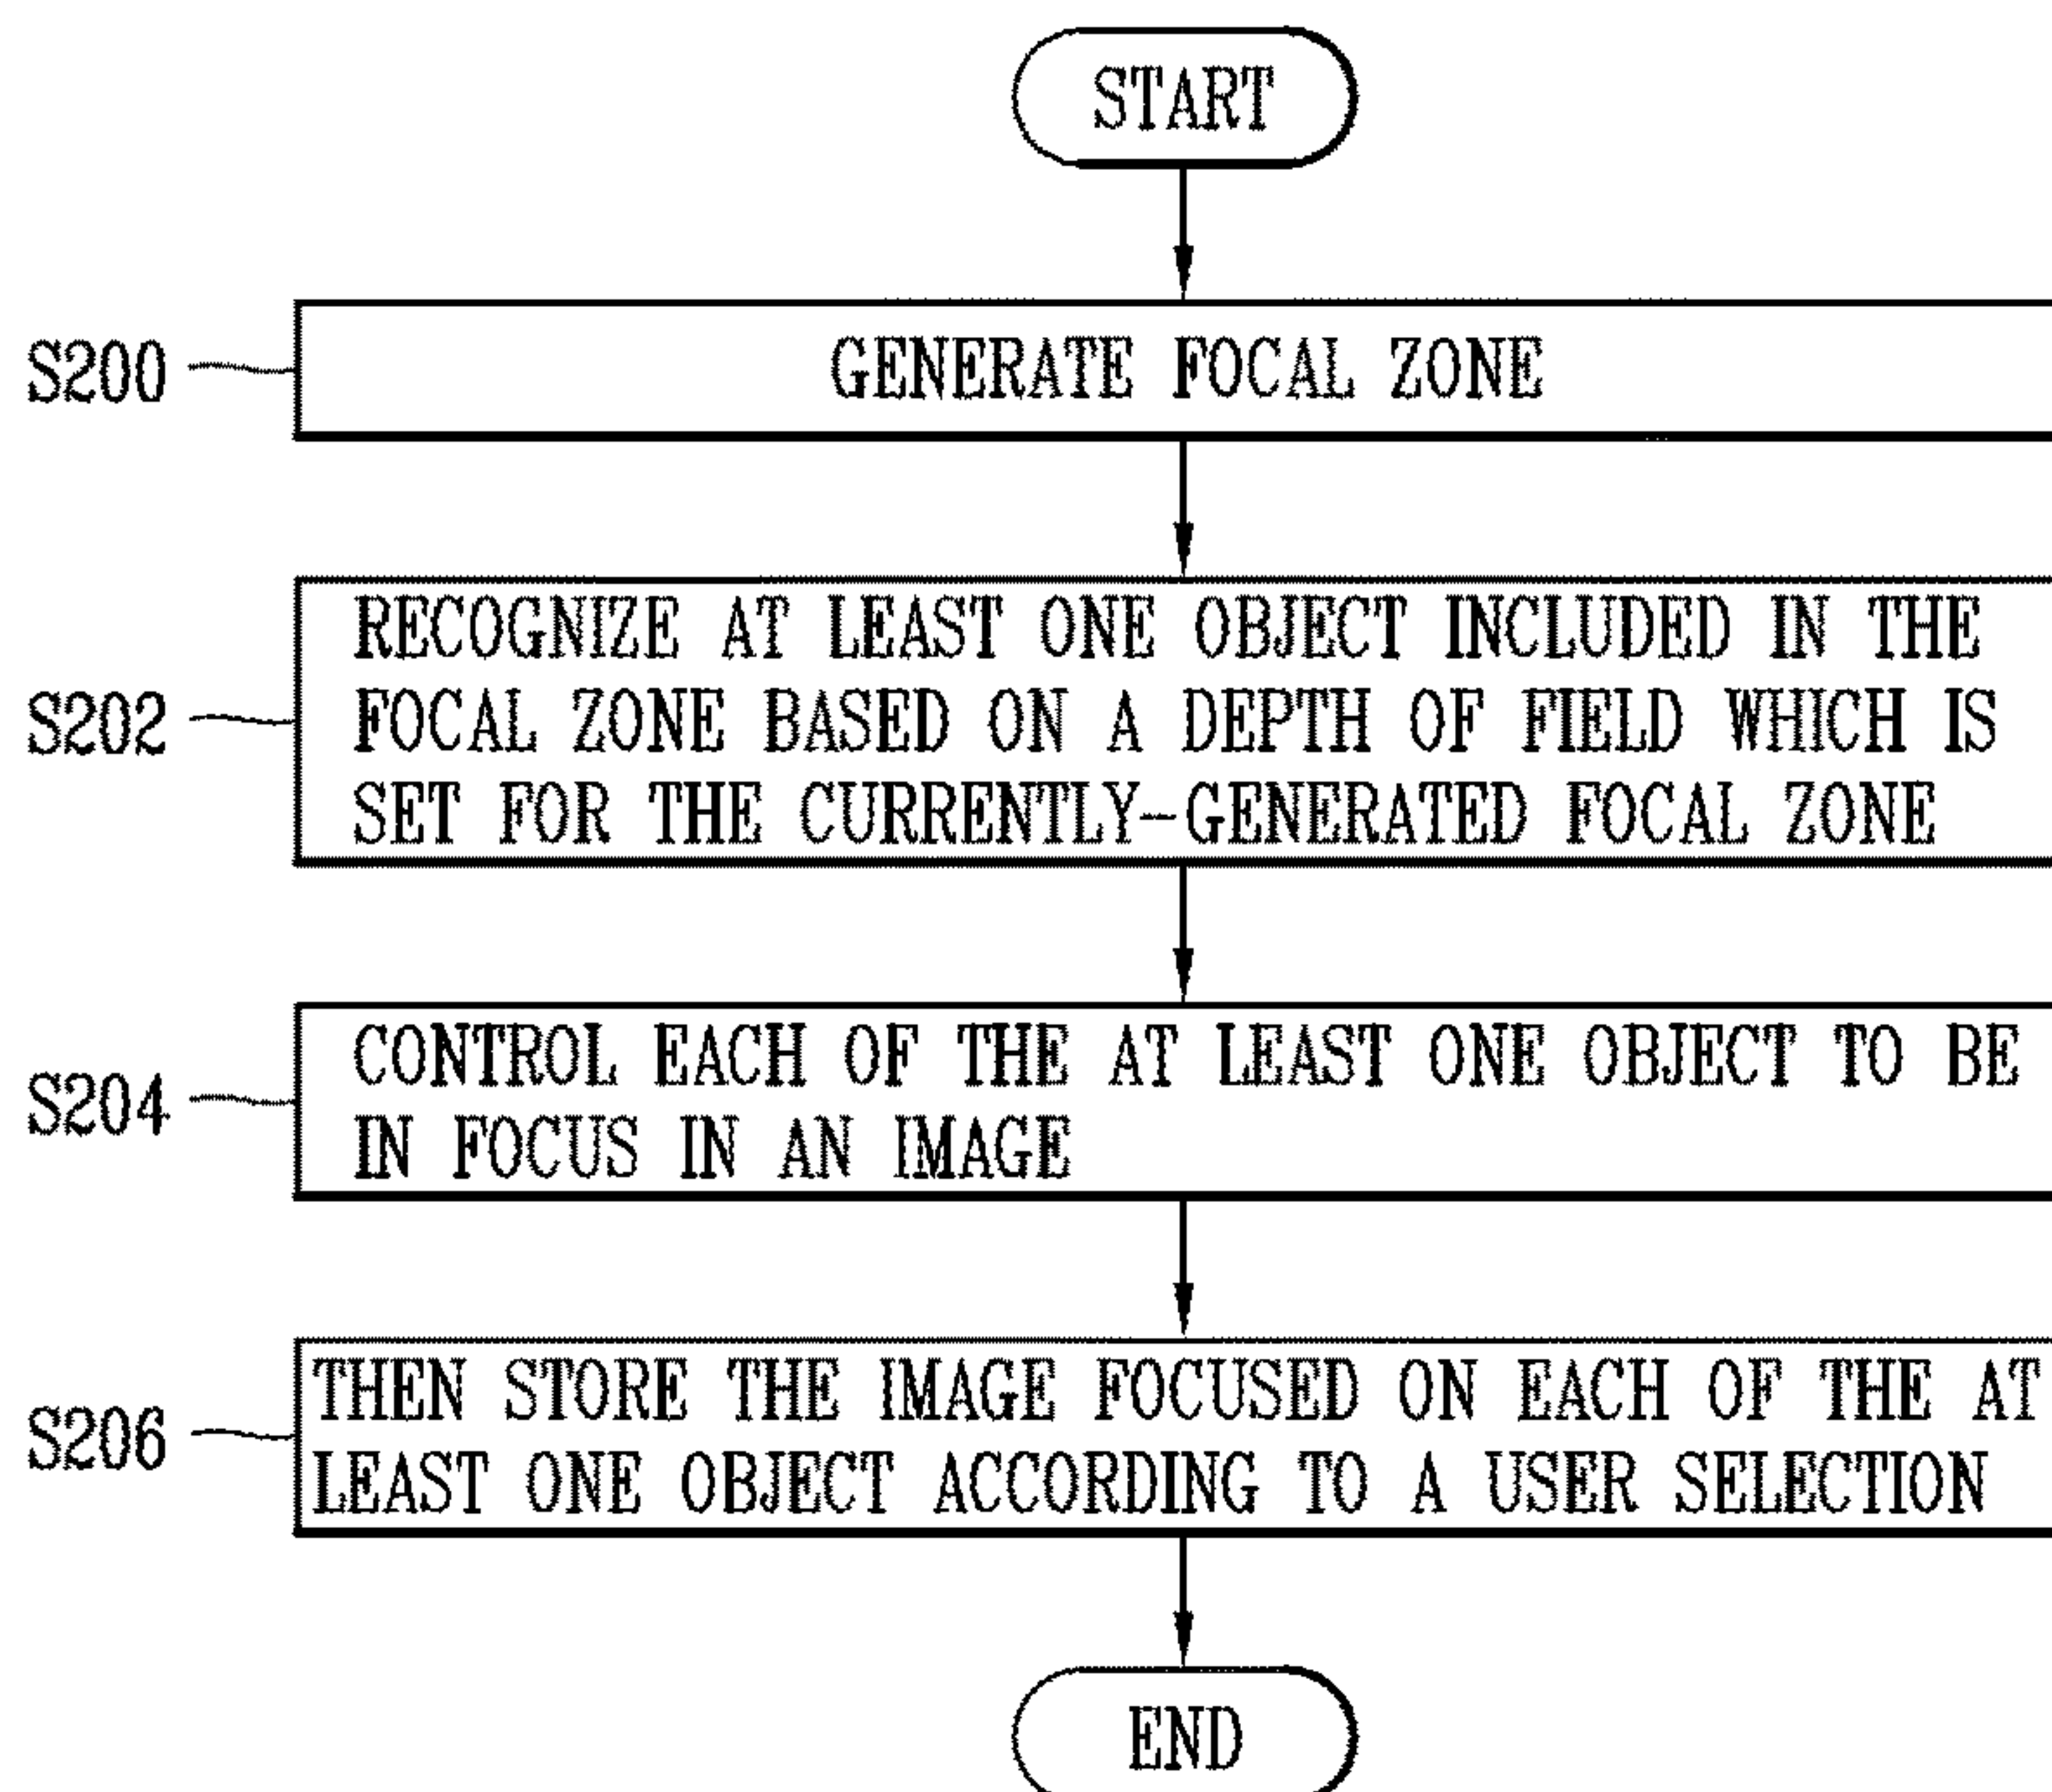 START
S200
GENERATE FOCAL ZONE
S202
RECOGNIZE AT LEAST ONE OBJECT INCLUDED IN THE
FOCAL ZONE BASED ON A DEPTH OF FIELD WHICH IS
SET FOR THE CURRENTLY-GENERATED FOCAL ZONE
S204
CONTROL EACH OF THE AT LEAST ONE OBJECT TO BE
IN FOCUS IN AN IMAGE
S206
THEN STORE THE IMAGE FOCUSED ON EACH OF THE AT
LEAST ONE OBJECT ACCORDING TO A USER SELECTION
END